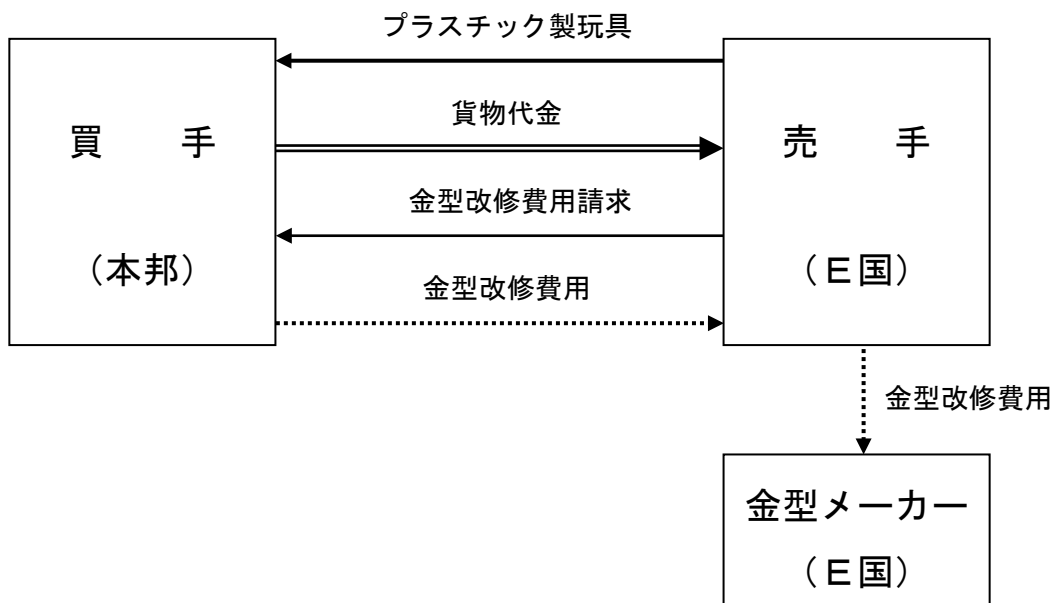 プラスチック製玩具
買　　手
（本邦）
貨物代金
金型改修費用請求
金型改修費用
売　　手
（Ｅ国）
金型改修費用
金型メーカー
（Ｅ国）